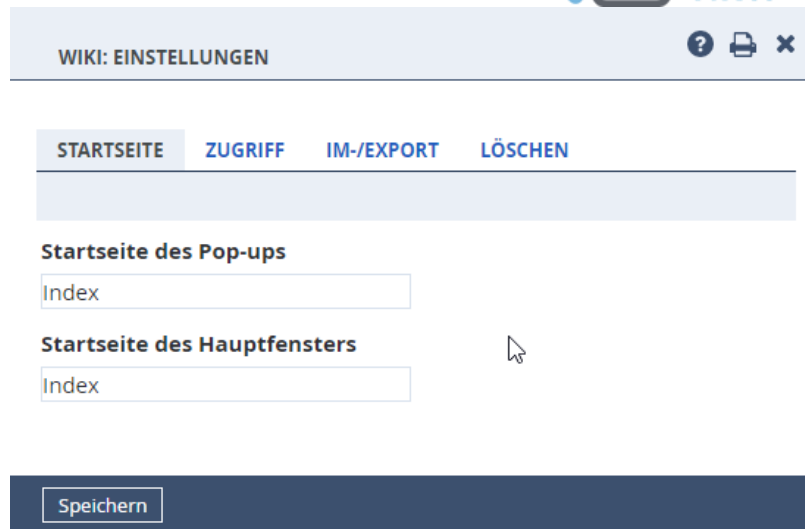 WIKI: EINSTELLUNGEN
STARTSEITE ZUGRIFF IM-/EXPORT LÖSCHEN
Startseite des Pop-ups
Index
Startseite des Hauptfensters
Index
Speichern